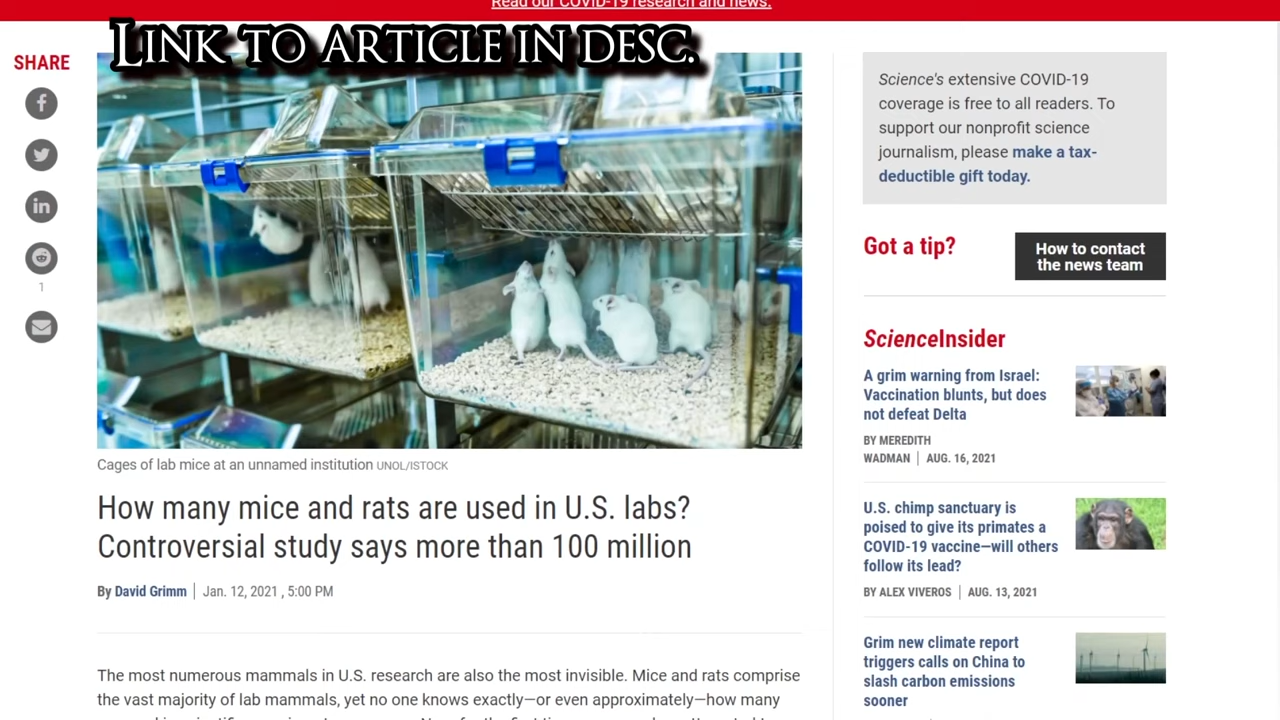 Read our COVID-19 research and news.
LINK TO ARTICLE IN DESC.
SHARE
1
Cages of lab mice at an unnamed institution UNOL/ISTOCK
How many mice and rats are used in U.S. labs?
Controversial study says more than 100 million
By David Grimm | Jan. 12, 2021 , 5:00 PM
The most numerous mammals in U.S. research are also the most invisible. Mice and rats comprise
the vast majority of lab mammals, yet no one knows exactly—or even approximately—how many
Science's extensive COVID-19
coverage is free to all readers. To
support our nonprofit science
journalism, please make a tax-
deductible gift today.
Got a tip?
How to contact
the news team
ScienceInsider
A grim warning from Israel:
Vaccination blunts, but does
not defeat Delta
BY MEREDITH
WADMAN | AUG. 16, 2021
U.S. chimp sanctuary is
poised to give its primates a
COVID-19 vaccine—will others
follow its lead?
BY ALEX VIVEROS | AUG. 13, 2021
Grim new climate report
triggers calls on China to
slash carbon emissions
sooner